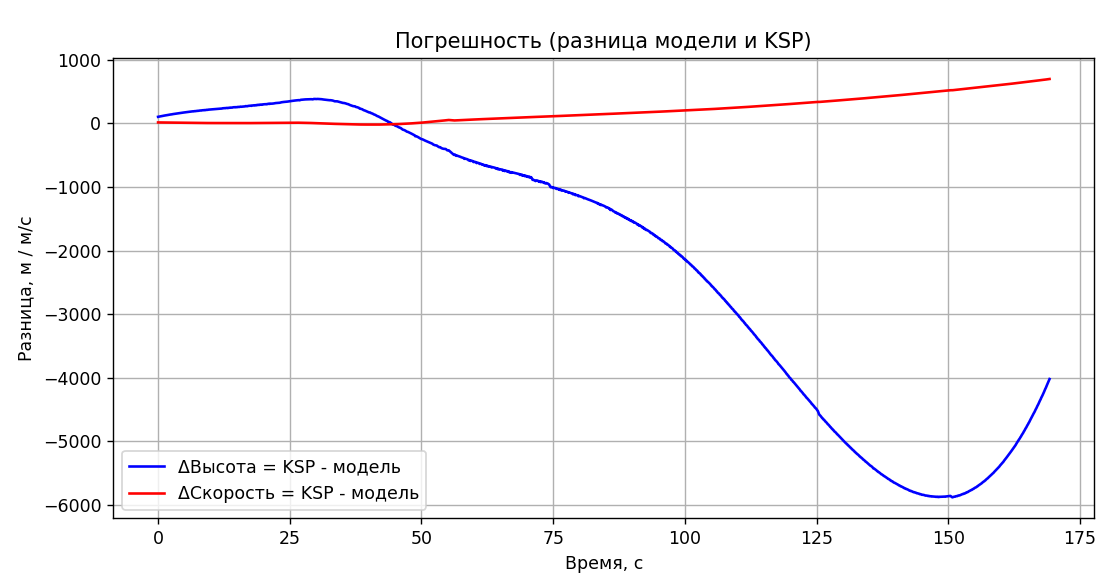 Погрешность (разница модели и KSP)
1000
0
−1000
−2000
−3000
−4000
−5000
−6000
Разница, м / м/с
ΔВысота = KSP - модель
ΔСкорость = KSP - модель
0 25 50 75 100 125 150 175
Время, с